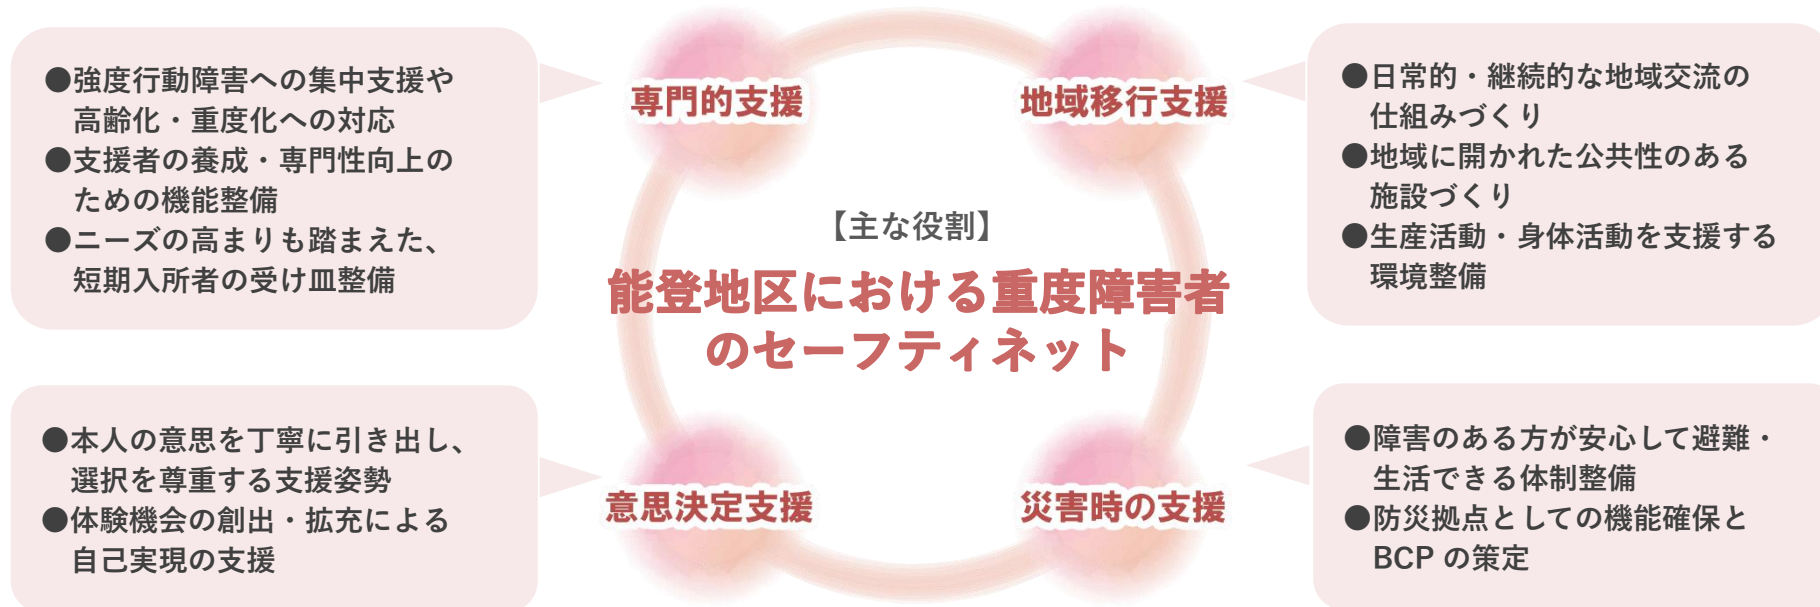 ●強度行動障害への集中支援や
高齢化・重度化への対応
●支援者の養成・専門性向上の
ための機能整備
●ニーズの高まりも踏まえた、
短期入所者の受け皿整備
専門的支援
地域移行支援
●日常的・継続的な地域交流の
仕組みづくり
●地域に開かれた公共性のある
施設づくり
●生産活動・身体活動を支援する
環境整備
【主な役割】
能登地区における重度障害者
のセーフティネット
●本人の意思を丁寧に引き出し、
選択を尊重する支援姿勢
●体験機会の創出・拡充による
自己実現の支援
意思決定支援
災害時の支援
●障害のある方が安心して避難・
生活できる体制整備
●防災拠点としての機能確保と
BCP の策定